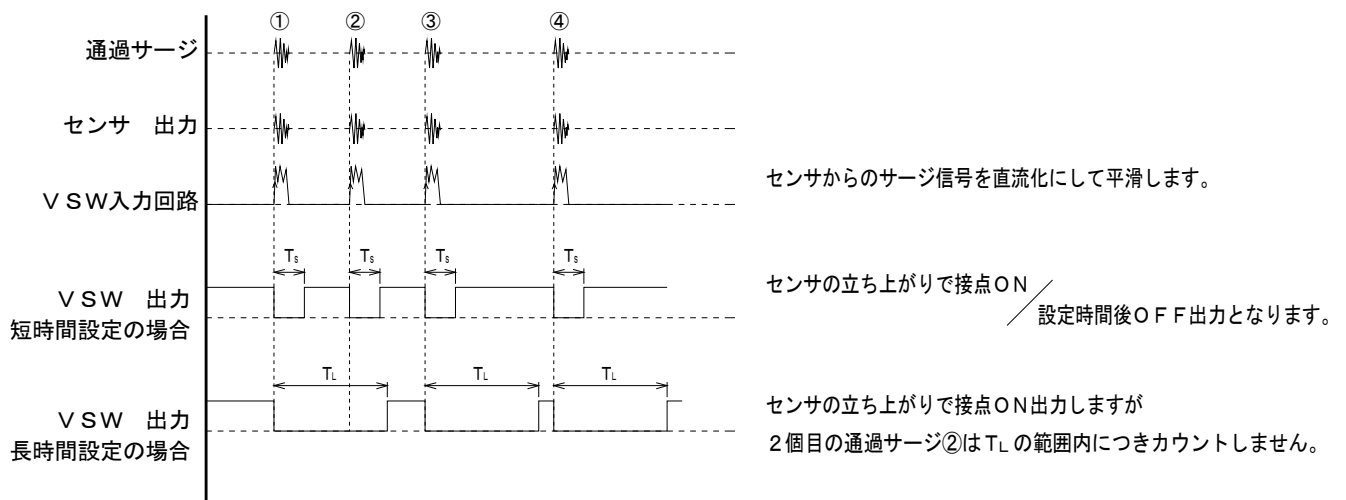 ① ② ③ ④
通過サージ
センサ 出力
VSW入力回路
センサからのサージ信号を直流化にして平滑します。
Ts Ts Ts Ts
VSW 出力
短時間設定の場合
センサの立ち上がりで接点ON
設定時間後OFF出力となります。
TL TL TL
VSW 出力
長時間設定の場合
センサの立ち上がりで接点ON出力しますが
2個目の通過サージ②はTLの範囲内につきカウントしません。